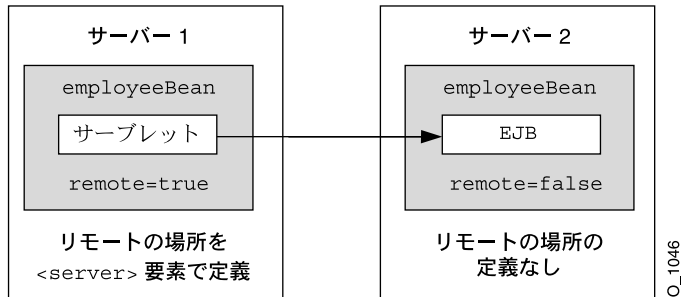 サーバー 1
employeeBean
サーブレット
remote=true
リモートの場所を
<server> 要素で定義
サーバー 2
employeeBean
EJB
remote=false
リモートの場所の
定義なし
O_1046